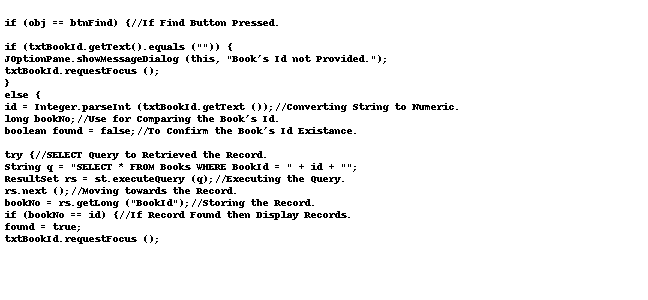 if (obj == btnFind) {//If Find Button Pressed.
if (txtBookId.getText().equals ("")) {
JOptionPane.showMessageDialog (this, "Book's Id not Provided.");
txtBookId.requestFocus ();
}
else {
id = Integer.parseInt (txtBookId.getText ());//Converting String to Numeric.
long bookNo;//Use for Comparing the Book's Id.
boolean found = false;//To Confirm the Book's Id Existance.
try {//SELECT Query to Retrieved the Record.
String q = "SELECT * FROM Books WHERE BookId = " + id + "";
ResultSet rs = st.executeQuery (q);//Executing the Query.
rs.next ();//Moving towards the Record.
bookNo = rs.getLong ("BookId");//Storing the Record.
if (bookNo == id) {//If Record Found then Display Records.
found = true;
txtBookId.requestFocus ();